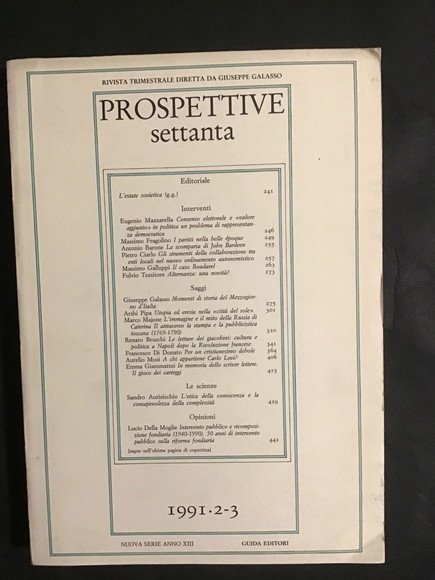 RIVISTA TRIMESTRALE DIRETTA DA GIUSEPPE GALASSO
PROSPETTIVE
settanta
Editoriale
L'estate sovietica (g.g.) 241
Interventi
Eugenio Mazzarella Consenso elettorale e «valore
aggiunto» in politica un problema di rappresentan-
za democratica 246
Massimo Fragolino I partiti nella belle époque 249
Antonio Barone La scomparsa di John Bardeen 255
Pietro Ciarlo Gli strumenti della collaborazione tra
enti locali nel nuovo ordinamento autonomistico 257
Massimo Galluppi Il caso Boudarel 263
Fulvio Tessitore Alternanza: una novità? 273
Saggi
Giuseppe Galasso Momenti di storia del Mezzogior-
no d'Italia 275
Arshi Pipa Utopia ed eresia nella «città del sole» 301
Marco Majone L'immagine e il mito della Russia di
Caterina II attraverso la stampa e la pubblicistica
toscana (1769-1790) 320
Renato Bruschi Le letture dei giacobini: cultura e
politica a Napoli dopo la Rivoluzione francese 341
Francesco Di Donato Per un cristianesimo debole 364
Aurelio Musi A chi appartiene Carlo Levi? 406
Emma Giammattei In memoria dello scriver lettere.
Il gioco dei carteggi 415
Le scienze
Sandro Aurisicchio L'etica della conoscenza e la
consapevolezza della complessità 429
Opinioni
Lucio Della Moglie Intervento pubblico e ricomposi-
zione fondiaria (1940-1990). 50 anni di intervento
pubblico sulla riforma fondiaria 442
(segue nell'ultima pagina di copertina)
1991.2-3
NUOVA SERIE ANNO XIII GUIDA EDITORI